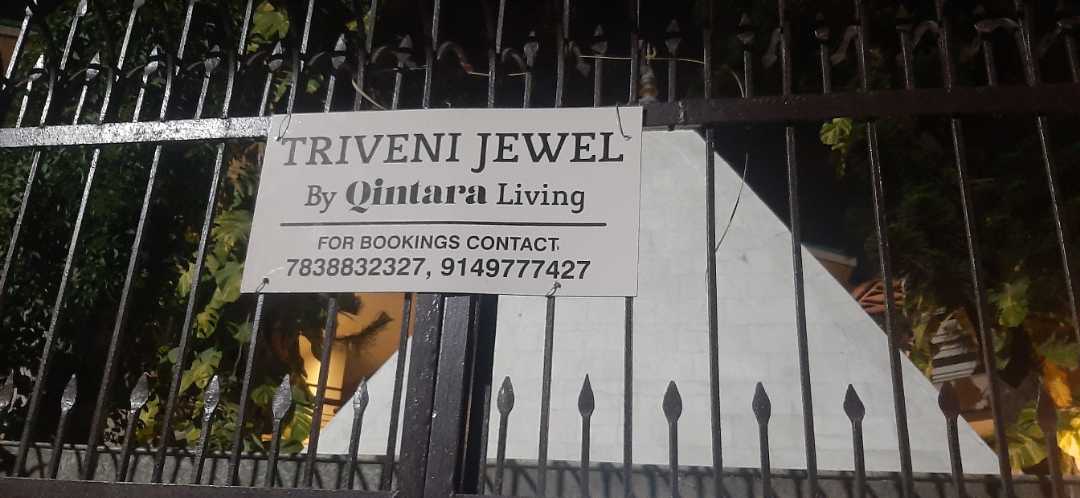 TRIVENI JEWEL
By Qintara Living
FOR BOOKINGS CONTACT
7838832327, 9149777427